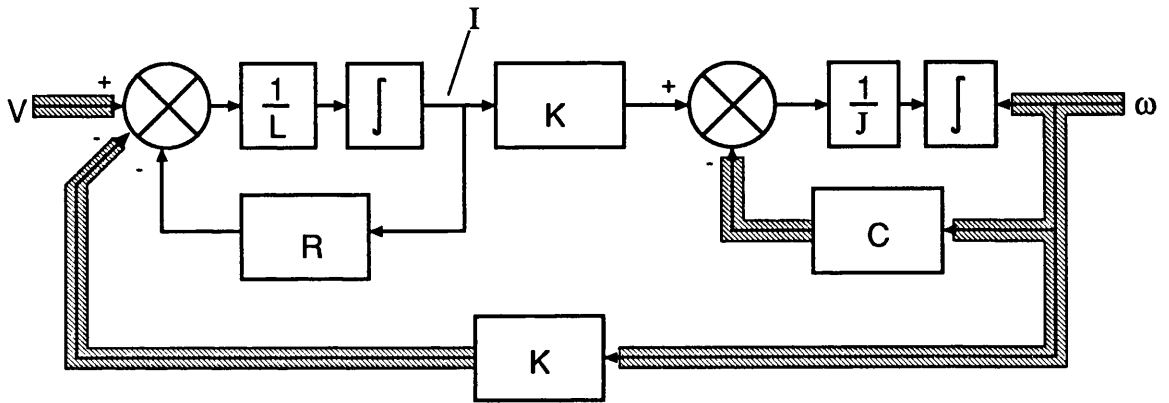 I
V + 1/L ∫ K + 1/J ∫ ω
- - -
R C
K